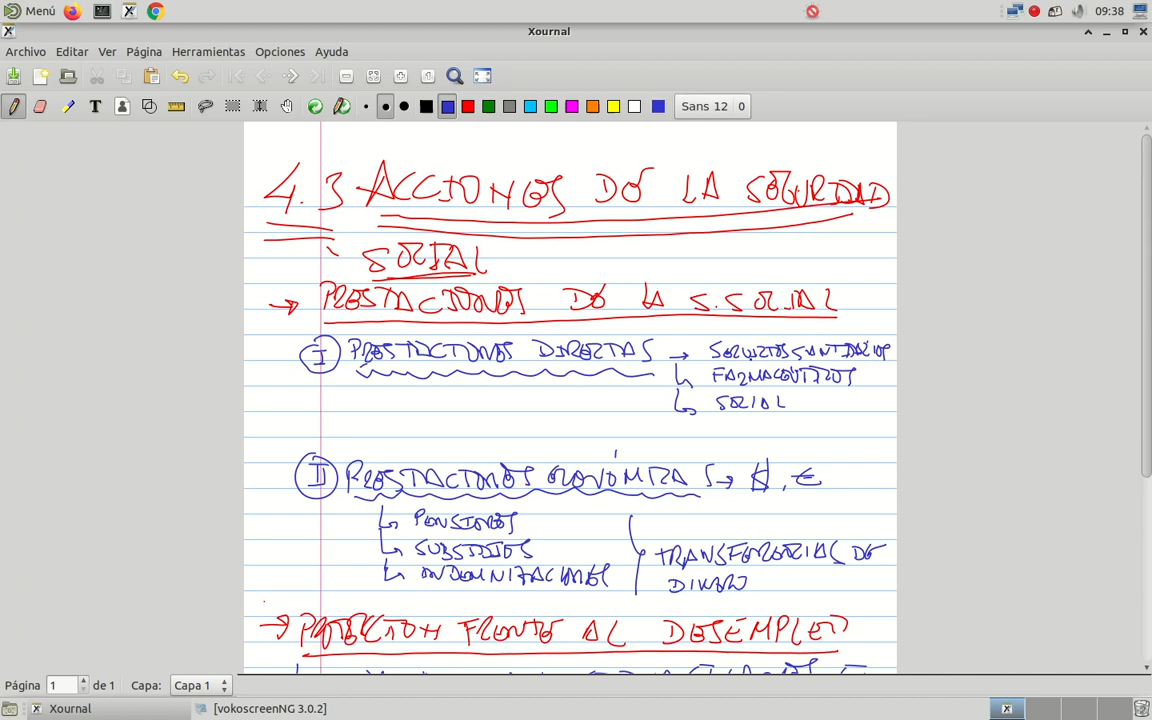 Menú 09:38
Xournal
Archivo Editar Ver Página Herramientas Opciones Ayuda
T Sans 12 0
4.3 ACCIONES DE LA SEGURIDAD
SOCIAL
→ PRESTACIONES DE LA S. SOCIAL
I PRESTACIONES DIRECTAS → SERVICIOS SANITARIOS
FARMACEUTICOS
SOCIAL
II PRESTACIONES ECONÓMICAS → $, €
PENSIONES
SUBSIDIOS
TRANSFERENCIAS DE
INDEMNIZACIONES
DINERO
→ PROTECCION FRENTE AL DESEMPLEO
Página 1 de 1 Capa: Capa 1
Xournal [vokoscreenNG 3.0.2]